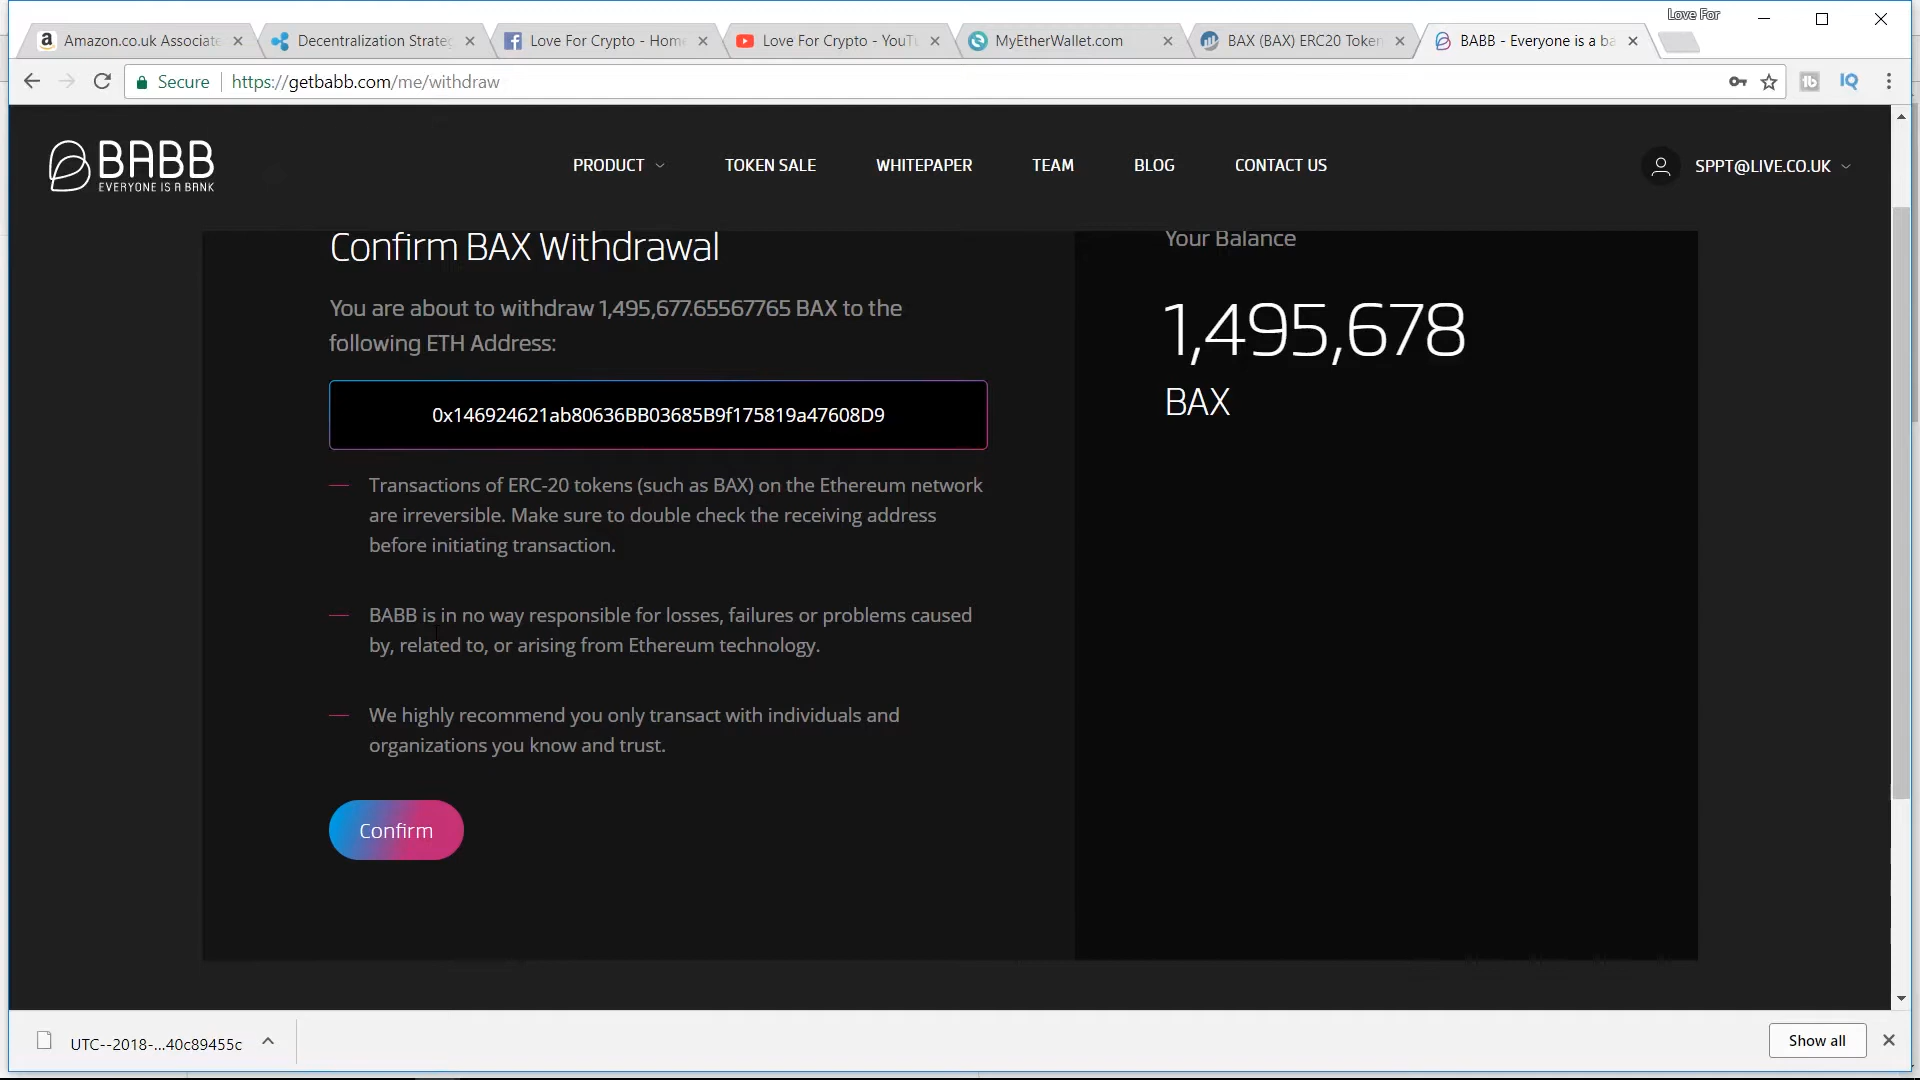 Love For
Amazon.co.uk Associate
Decentralization Strate
Love For Crypto - Hom
Love For Crypto - YouT
MyEtherWallet.com
BAX (BAX) ERC20 Token
BABB - Everyone is a ba
Secure
https://getbabb.com/me/withdraw
BABB
EVERYONE IS A BANK
PRODUCT
TOKEN SALE
WHITEPAPER
TEAM
BLOG
CONTACT US
SPPT@LIVE.CO.UK
Confirm BAX Withdrawal
You are about to withdraw 1,495,677.65567765 BAX to the
following ETH Address:
0x146924621ab80636BB03685B9f175819a47608D9
Transactions of ERC-20 tokens (such as BAX) on the Ethereum network
are irreversible. Make sure to double check the receiving address
before initiating transaction.
BABB is in no way responsible for losses, failures or problems caused
by, related to, or arising from Ethereum technology.
We highly recommend you only transact with individuals and
organizations you know and trust.
Confirm
Your Balance
1,495,678
BAX
UTC--2018-...40c89455c
Show all